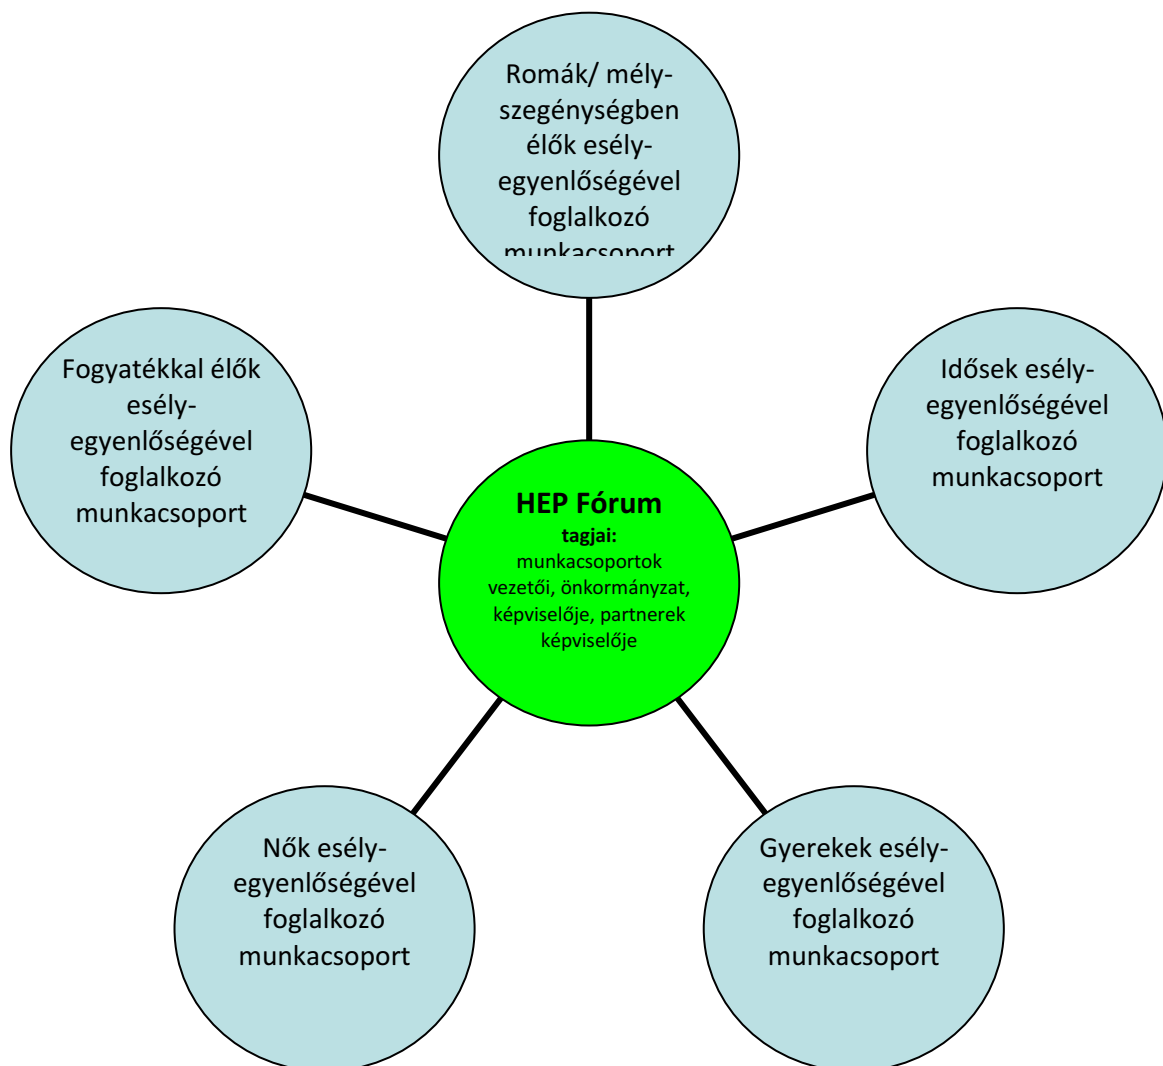 Romák/ mély-
szegénységben
élők esély-
egyenlőségével
foglalkozó
munkacsoport
Fogyatékkal élők
esély-
egyenlőségével
foglalkozó
munkacsoport
Idősek esély-
egyenlőségével
foglalkozó
munkacsoport
HEP Fórum
tagjai:
munkacsoportok
vezetői, önkormányzat,
képviselője, partnerek
képviselője
Nők esély-
egyenlőségével
foglalkozó
munkacsoport
Gyerekek esély-
egyenlőségével
foglalkozó
munkacsoport